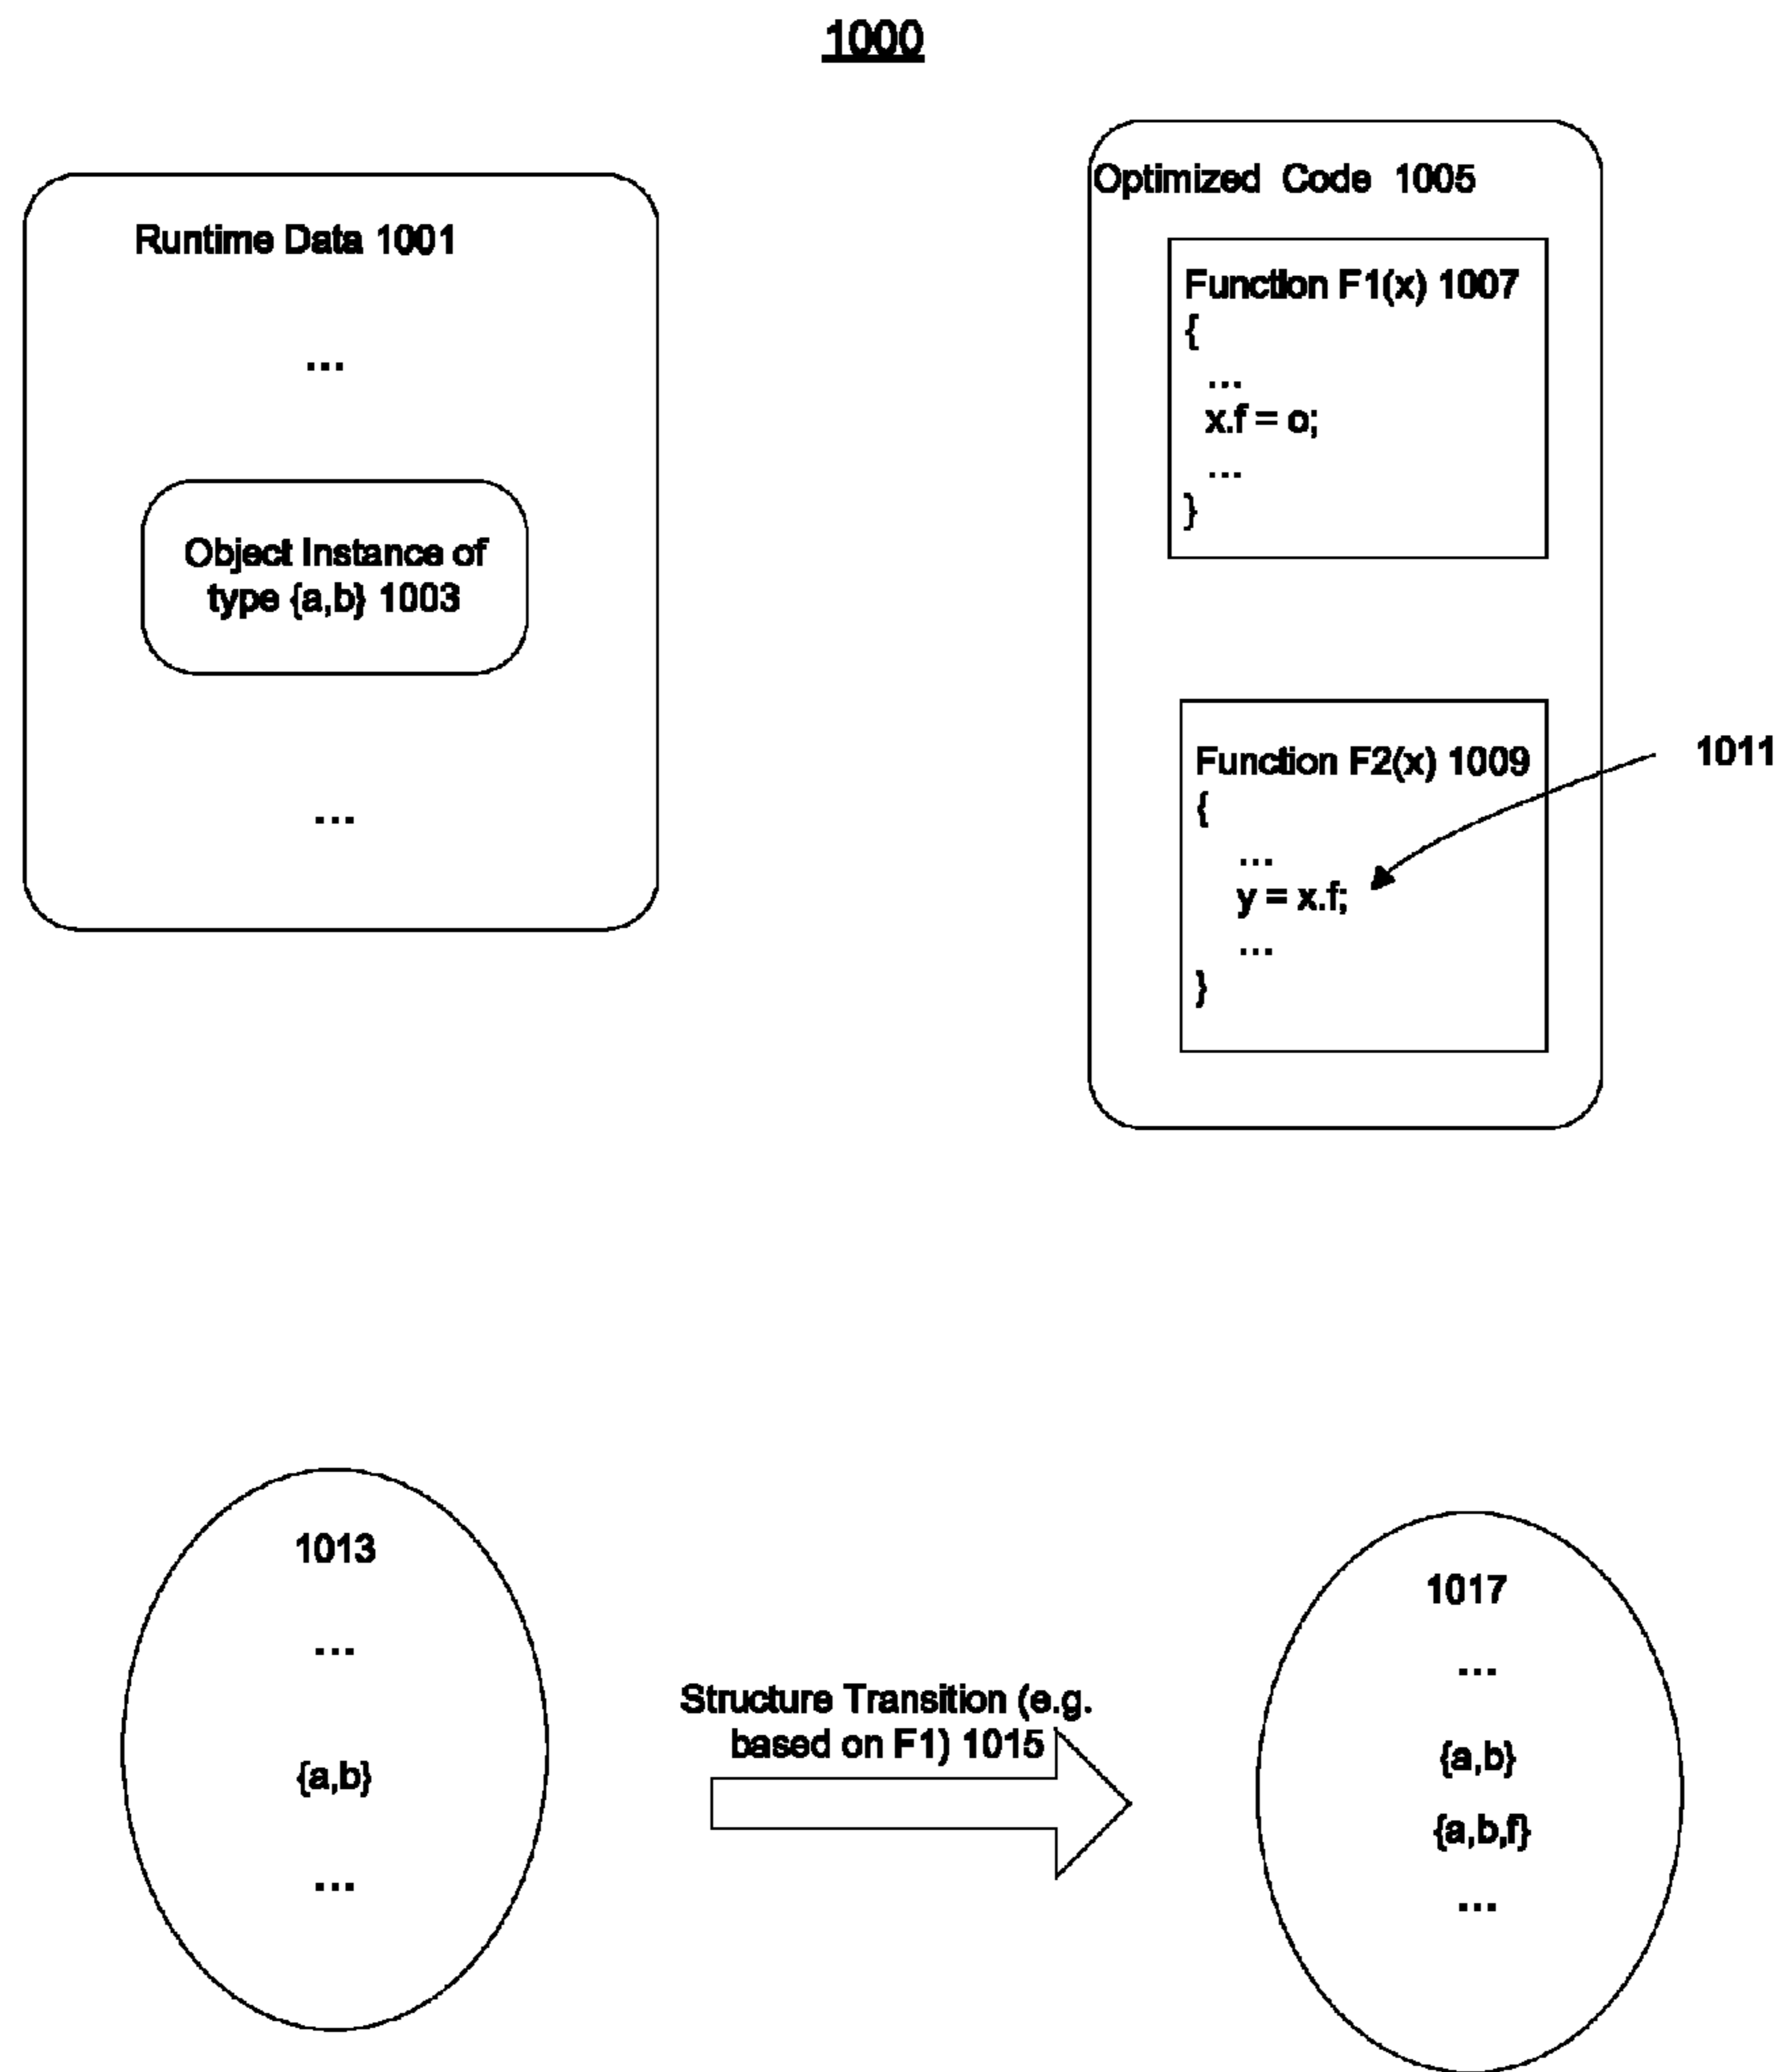 1000
Runtime Data 1001
...
Object Instance of
type {a,b} 1003
...
Optimized Code 1005
Function F1(x) 1007
{
...
x.f = o;
...
}
Function F2(x) 1009
{
...
y = x.f;
...
}
1011
1013
...
{a,b}
...
Structure Transition (e.g.
based on F1) 1015
1017
...
{a,b}
{a,b,f}
...